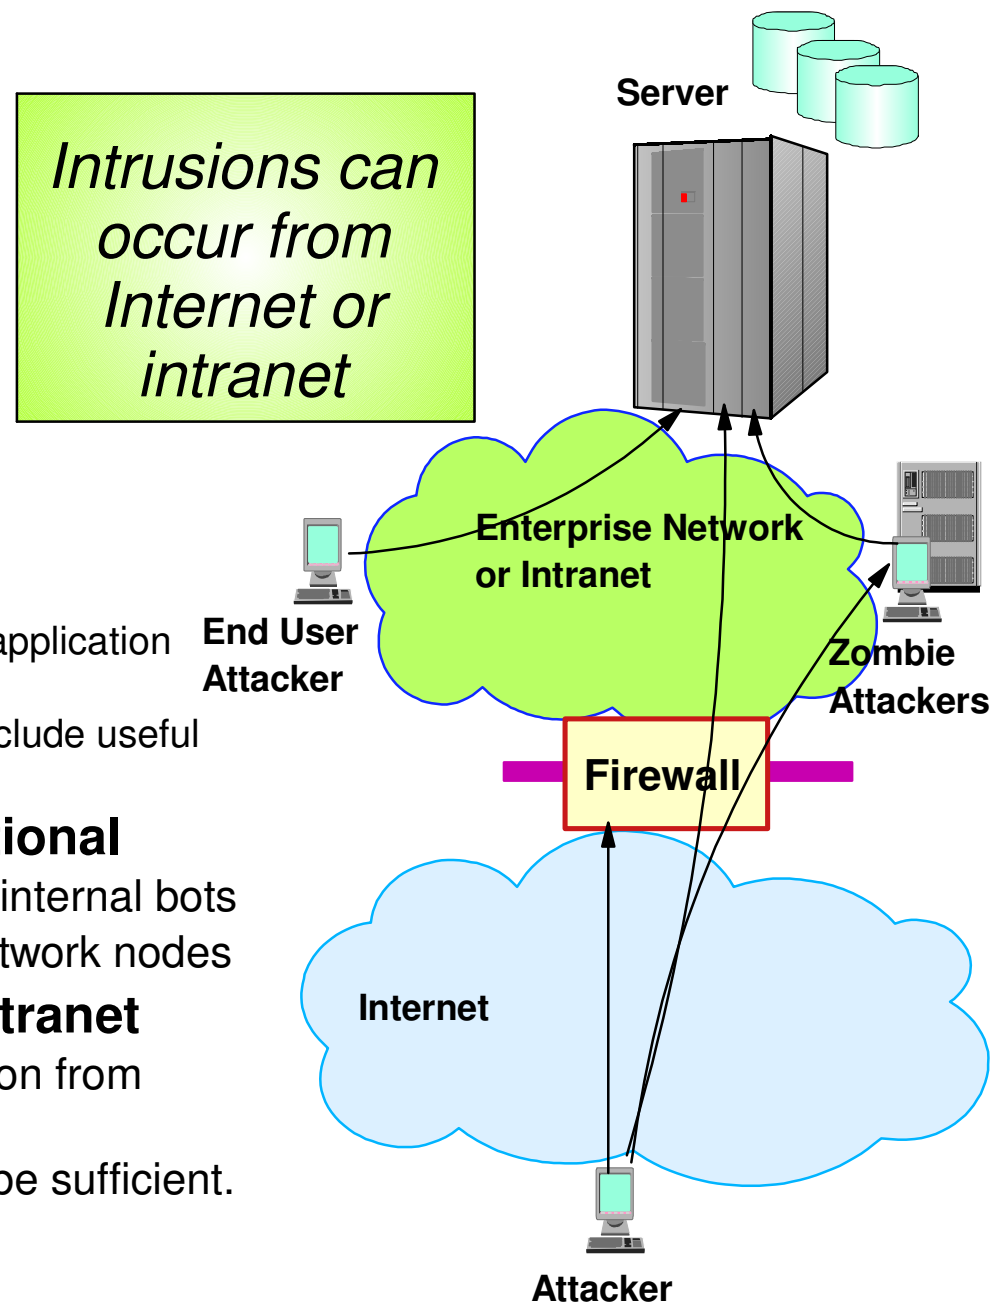 Server
Intrusions can
occur from
Internet or
intranet
Enterprise Network
or Intranet
application
End User
Attacker
Zombie
Attackers
clude useful
Firewall
tional
internal bots
twork nodes
tranet
Internet
on from
be sufficient.
Attacker